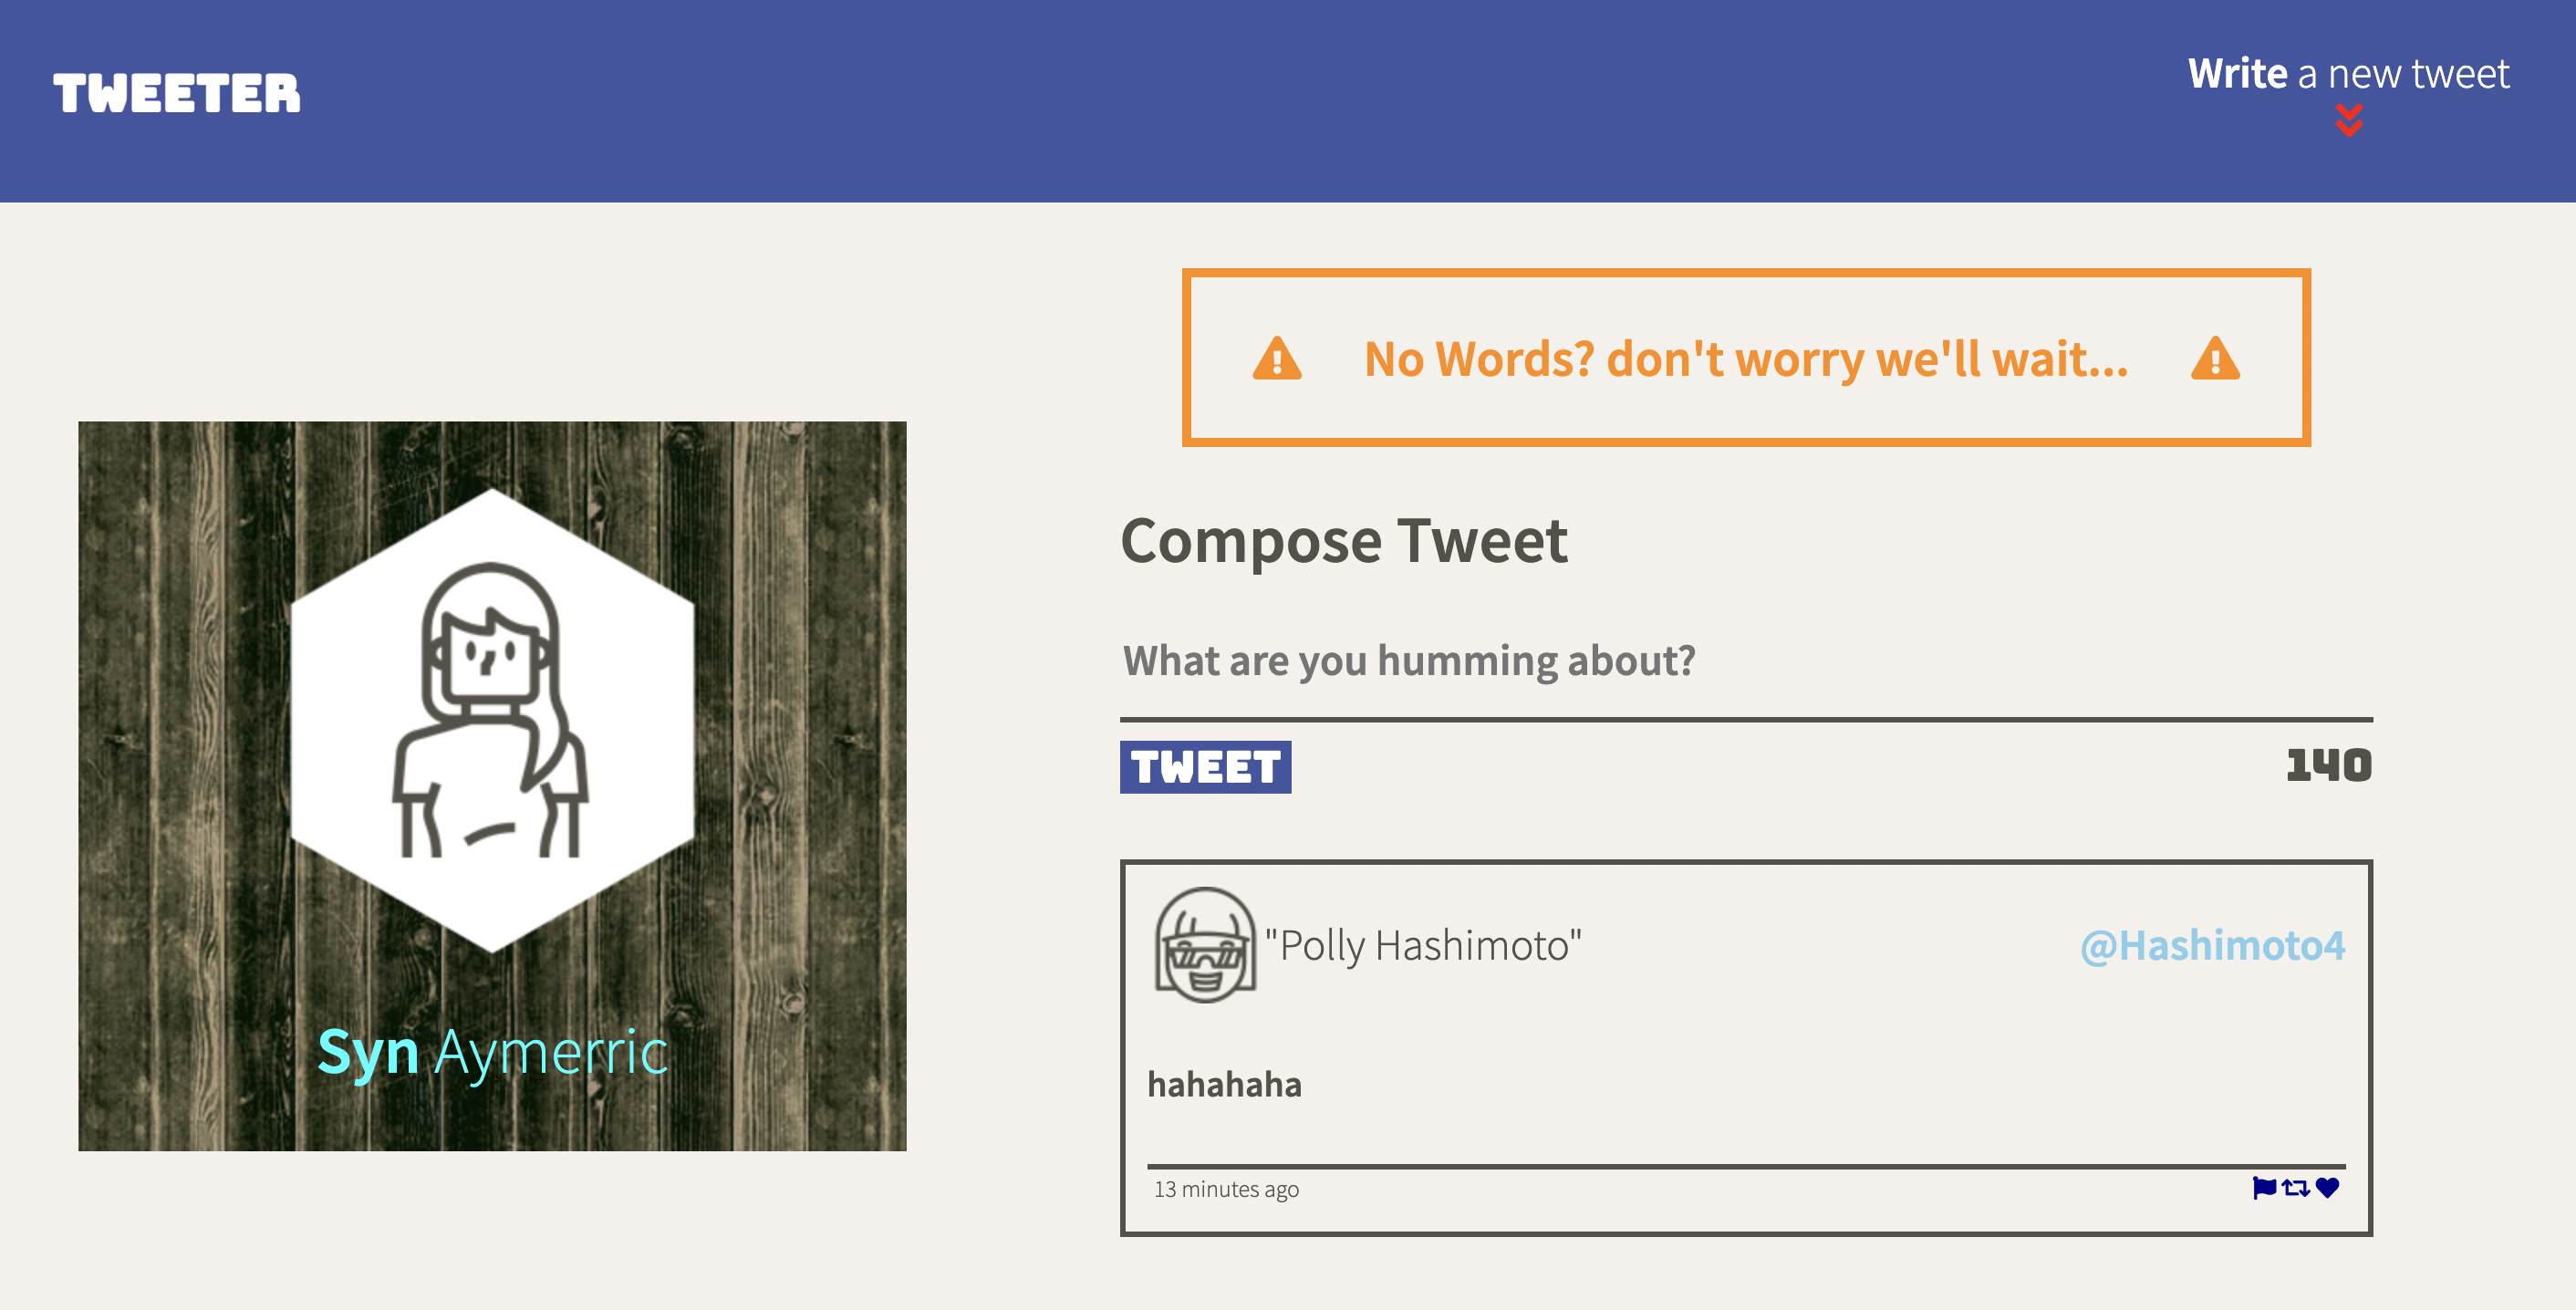 TWEETER
Write a new tweet
No Words? don't worry we'll wait...
Syn Aymerric
Compose Tweet
What are you humming about?
TWEET
140
"Polly Hashimoto"
@Hashimoto4
hahahaha
13 minutes ago